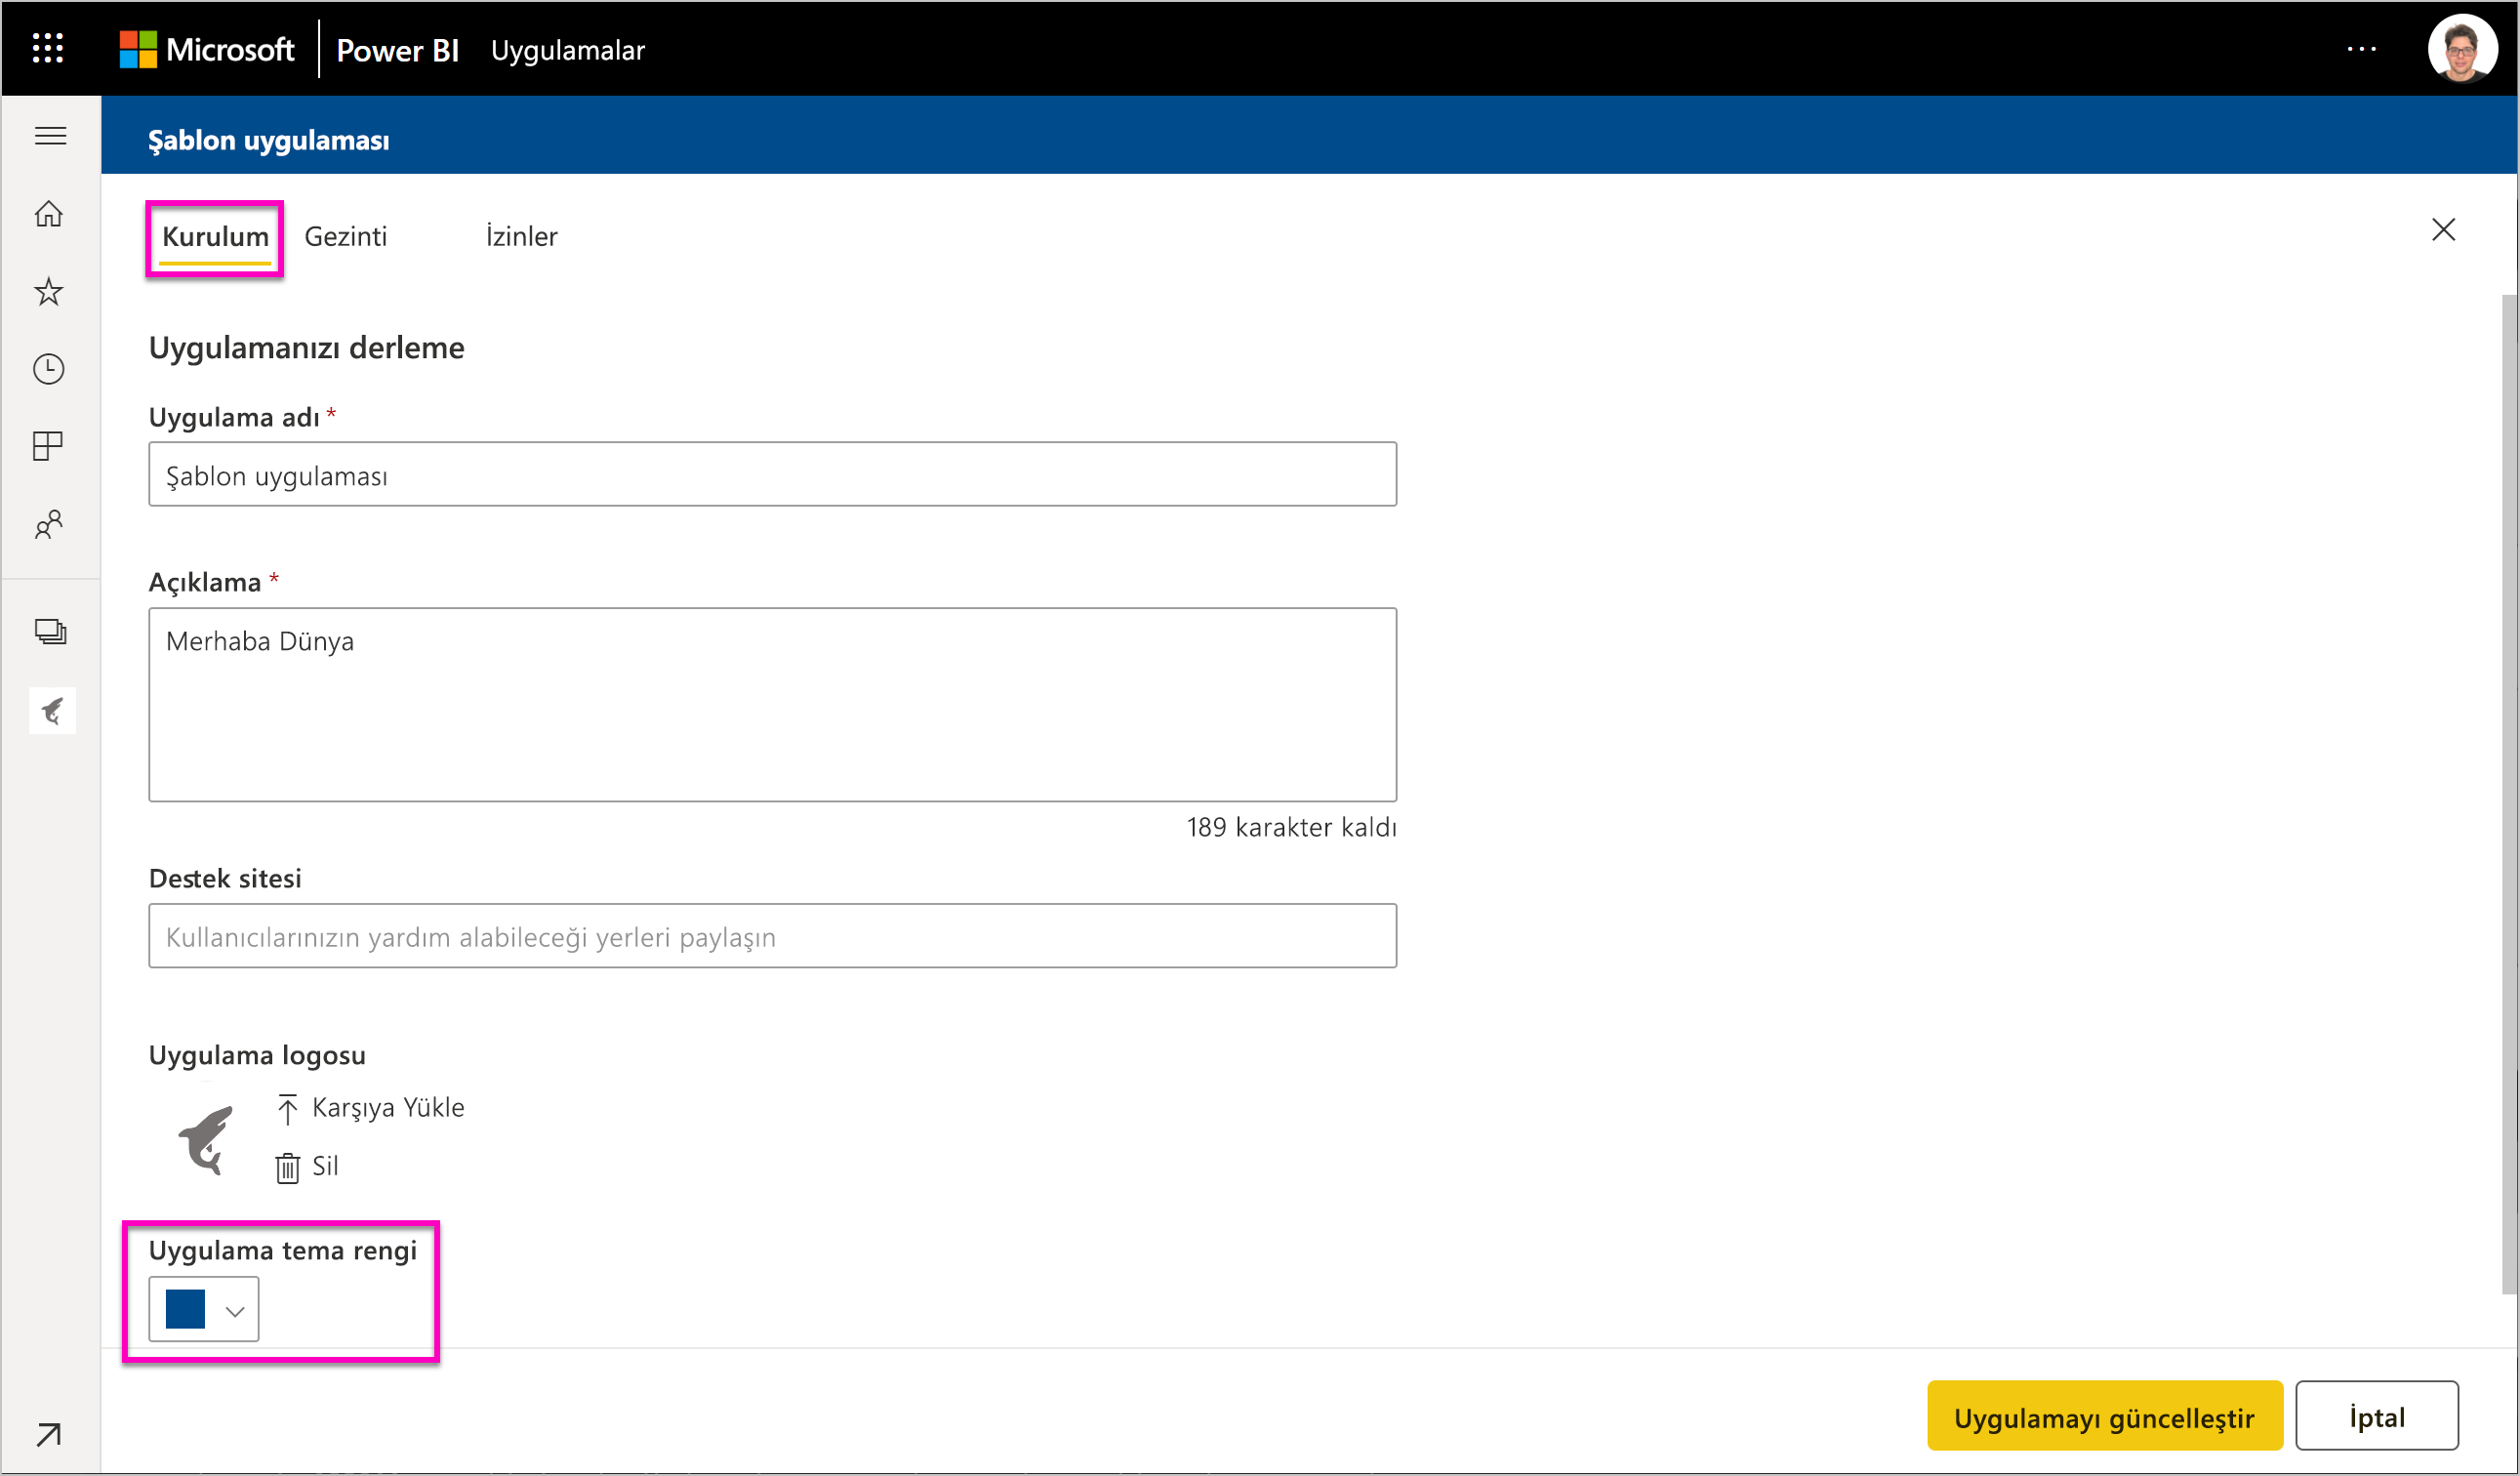 Microsoft Power BI Uygulamalar ...
Şablon uygulaması
Kurulum Gezinti İzinler
Uygulamanızı derleme
Uygulama adı *
Şablon uygulaması
Açıklama *
Merhaba Dünya
189 karakter kaldı
Destek sitesi
Kullanıcılarınızın yardım alabileceği yerleri paylaşın
Uygulama logosu
Karşıya Yükle
Sil
Uygulama tema rengi
Uygulamayı güncelleştir İptal